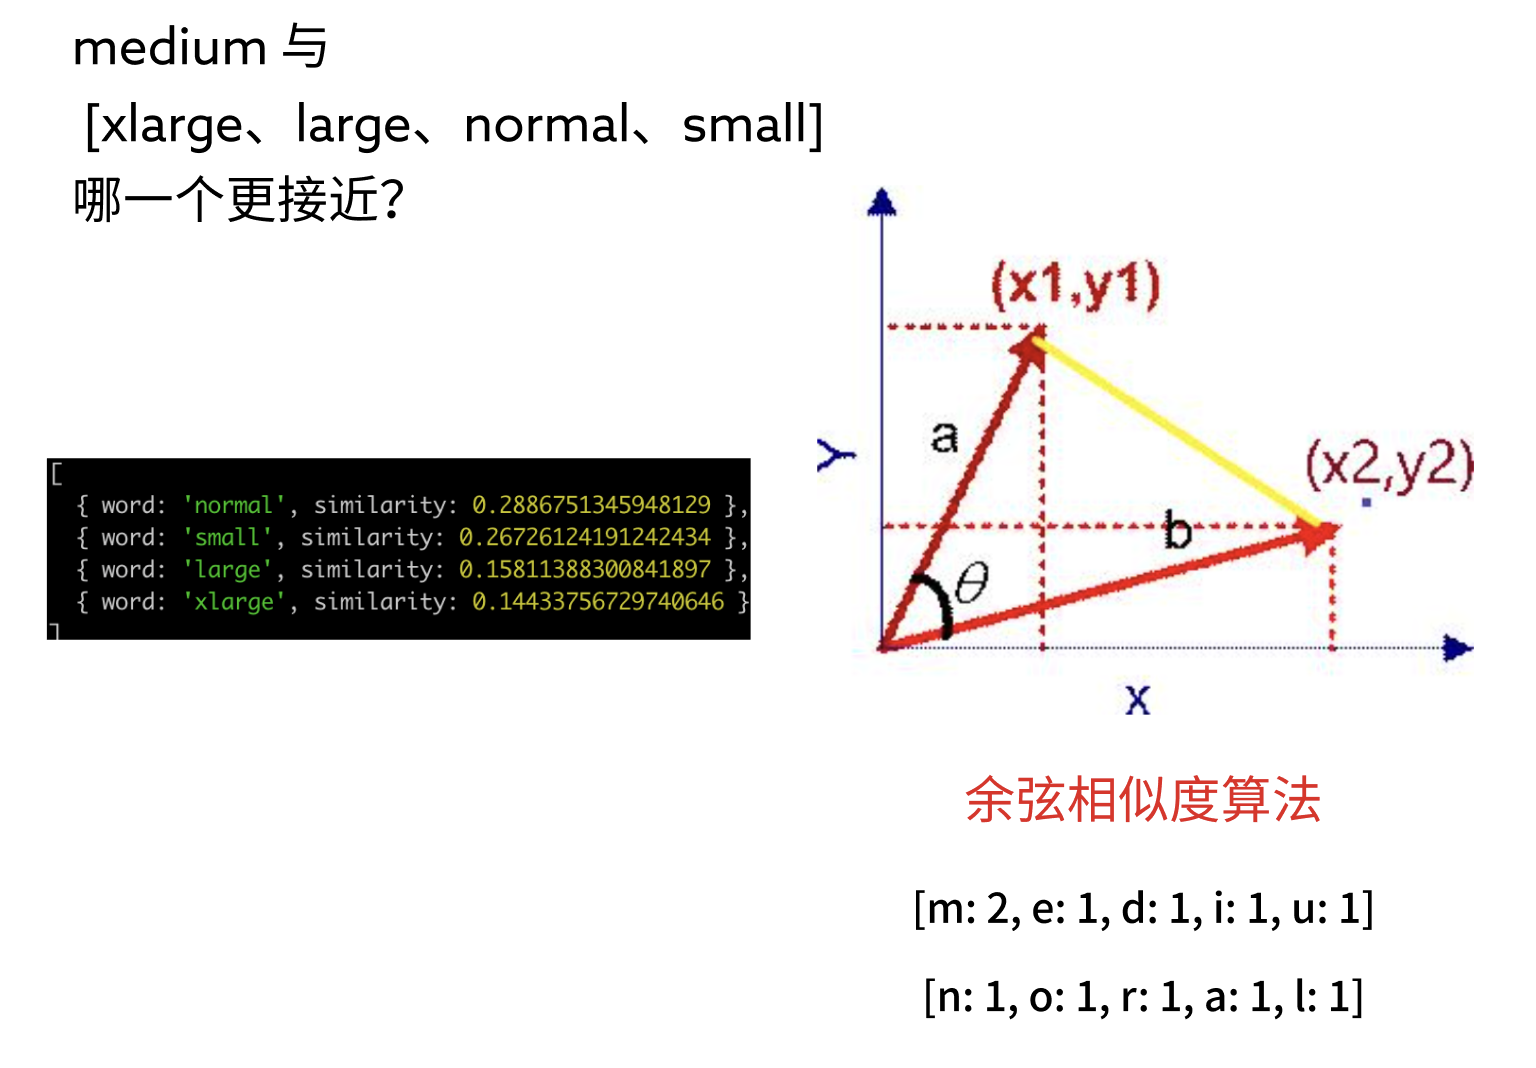 medium 与
[xlarge、large、normal、small]
哪一个更接近？
[
{ word: 'normal', similarity: 0.2886751345948129 },
{ word: 'small', similarity: 0.2672612419124244 },
{ word: 'large', similarity: 0.15811388300841897 },
{ word: 'xlarge', similarity: 0.14433756729740646 }
]
(x1,y1)
a
Y
(x2,y2)
b
θ
X
余弦相似度算法
[m: 2, e: 1, d: 1, i: 1, u: 1]
[n: 1, o: 1, r: 1, a: 1, l: 1]